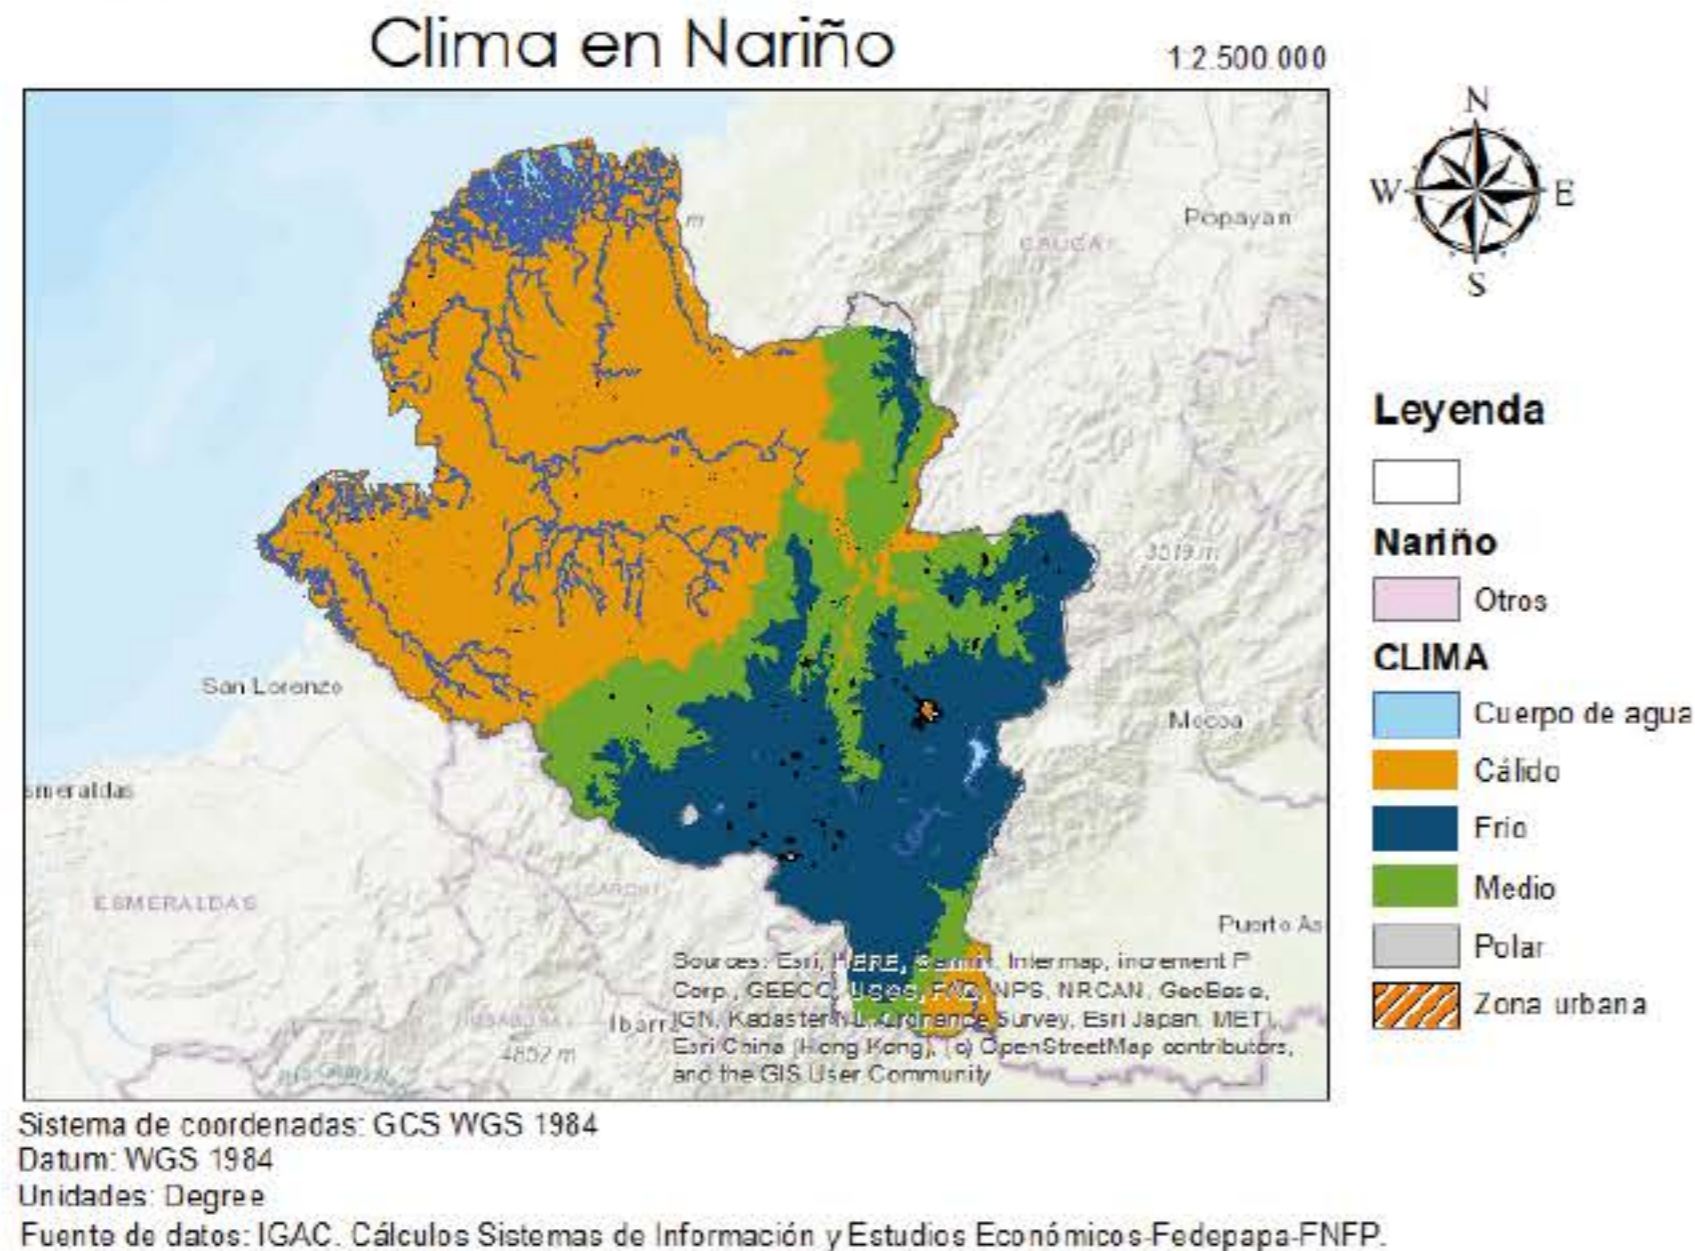 Clima en Nariño
1:2.500.000
N
W E
S
Popayan
CAUCA
m
3519 m
San Lorenzo
Mocoa
smeraldas
ESMERALDAS
Puerto As
Ibarr
4852 m
Sources: Esri, HERE, Garmin, Intermap, increment P
Corp., GEBCO, USGS, FAO, NPS, NRCAN, GeoBase,
IGN, Kadaster NL, Ordnance Survey, Esri Japan, METI,
Esri China (Hong Kong), (c) OpenStreetMap contributors,
and the GIS User Community
Leyenda
Nariño
Otros
CLIMA
Cuerpo de agua
Cálido
Frio
Medio
Polar
Zona urbana
Sistema de coordenadas: GCS WGS 1984
Datum: WGS 1984
Unidades: Degree
Fuente de datos: IGAC. Cálculos Sistemas de Información y Estudios Económicos-Fedepapa-FNFP.